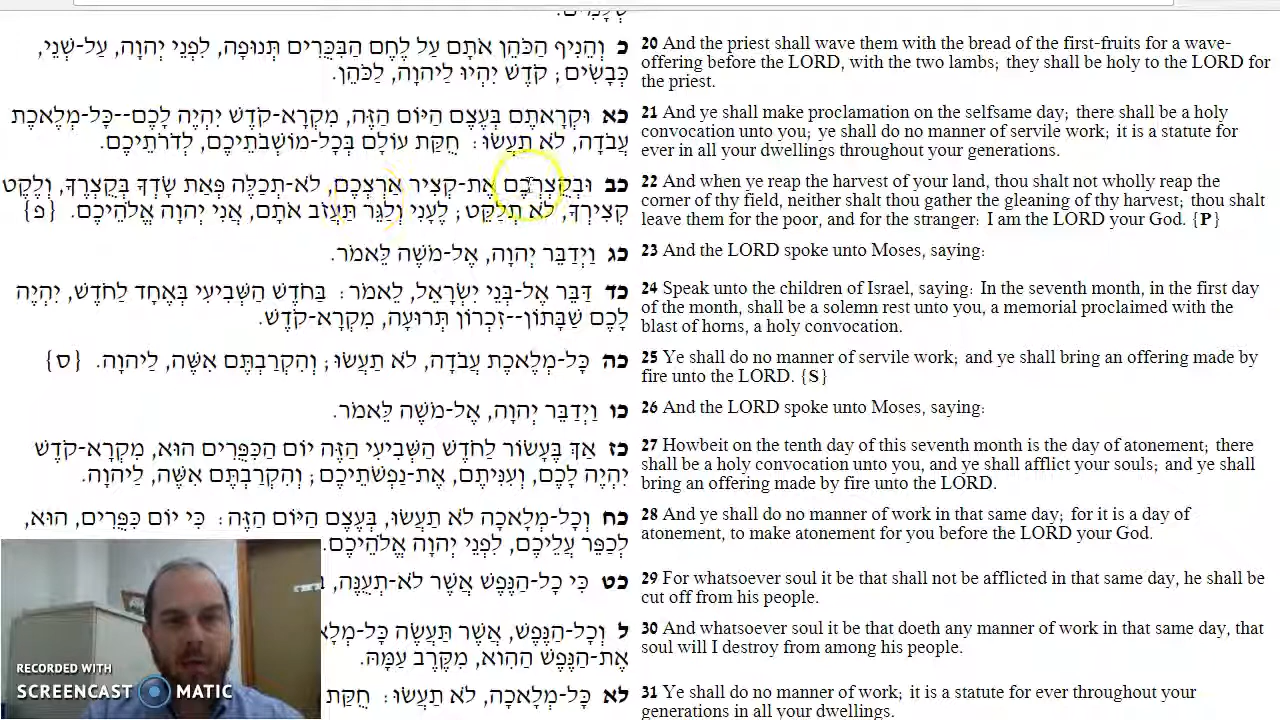 כ וְהֵנִיף הַכֹּהֵן אֹתָם עַל לֶחֶם הַבִּכֻּרִים תְּנוּפָה, לִפְנֵי יְהוָה, עַל-שְׁנֵי,
כְּבָשִׂים; קֹדֶשׁ יִהְיוּ לַיהוָה, לַכֹּהֵן.
20 And the priest shall wave them with the bread of the first-fruits for a wave-
offering before the LORD, with the two lambs; they shall be holy to the LORD for
the priest.
כא וּקְרָאתֶם בְּעֶצֶם הַיּוֹם הַזֶּה, מִקְרָא-קֹדֶשׁ יִהְיֶה לָכֶם--כָּל-מְלֶאכֶת
עֲבֹדָה, לֹא תַעֲשׂוּ: חֻקַּת עוֹלָם בְּכָל-מוֹשְׁבֹתֵיכֶם, לְדֹרֹתֵיכֶם.
21 And ye shall make proclamation on the selfsame day; there shall be a holy
convocation unto you; ye shall do no manner of servile work; it is a statute for
ever in all your dwellings throughout your generations.
כב וּבְקֻצְרְכֶם אֶת-קְצִיר אַרְצְכֶם, לֹא-תְכַלֶּה פְּאַת שָׂדְךָ בְּקֻצְרֶךָ, וְלֶקֶט
קְצִירְךָ, לֹא תְלַקֵּט; לֶעָנִי וְלַגֵּר תַּעֲזֹב אֹתָם, אֲנִי יְהוָה אֱלֹהֵיכֶם. {פ}
22 And when ye reap the harvest of your land, thou shalt not wholly reap the
corner of thy field, neither shalt thou gather the gleaning of thy harvest; thou shalt
leave them for the poor, and for the stranger: I am the LORD your God. {P}
כג וַיְדַבֵּר יְהוָה, אֶל-מֹשֶׁה לֵּאמֹר.
23 And the LORD spoke unto Moses, saying:
כד דַּבֵּר אֶל-בְּנֵי יִשְׂרָאֵל, לֵאמֹר: בַּחֹדֶשׁ הַשְּׁבִיעִי בְּאֶחָד לַחֹדֶשׁ, יִהְיֶה
לָכֶם שַׁבָּתוֹן--זִכְרוֹן תְּרוּעָה, מִקְרָא-קֹדֶשׁ.
24 Speak unto the children of Israel, saying: In the seventh month, in the first day
of the month, shall be a solemn rest unto you, a memorial proclaimed with the
blast of horns, a holy convocation.
כה כָּל-מְלֶאכֶת עֲבֹדָה, לֹא תַעֲשׂוּ; וְהִקְרַבְתֶּם אִשֶּׁה, לַיהוָה. {ס}
25 Ye shall do no manner of servile work; and ye shall bring an offering made by
fire unto the LORD. {S}
כו וַיְדַבֵּר יְהוָה, אֶל-מֹשֶׁה לֵּאמֹר.
26 And the LORD spoke unto Moses, saying:
כז אַךְ בֶּעָשׂוֹר לַחֹדֶשׁ הַשְּׁבִיעִי הַזֶּה יוֹם הַכִּפֻּרִים הוּא, מִקְרָא-קֹדֶשׁ
יִהְיֶה לָכֶם, וְעִנִּיתֶם, אֶת-נַפְשֹׁתֵיכֶם; וְהִקְרַבְתֶּם אִשֶּׁה, לַיהוָה.
27 Howbeit on the tenth day of this seventh month is the day of atonement; there
shall be a holy convocation unto you, and ye shall afflict your souls; and ye shall
bring an offering made by fire unto the LORD.
כח וְכָל-מְלָאכָה לֹא תַעֲשׂוּ, בְּעֶצֶם הַיּוֹם הַזֶּה: כִּי יוֹם כִּפֻּרִים, הוּא,
לְכַפֵּר עֲלֵיכֶם, לִפְנֵי יְהוָה אֱלֹהֵיכֶם.
28 And ye shall do no manner of work in that same day; for it is a day of
atonement, to make atonement for you before the LORD your God.
כט כִּי כָל-הַנֶּפֶשׁ אֲשֶׁר לֹא-תְעֻנֶּה,
29 For whatsoever soul it be that shall not be afflicted in that same day, he shall be
cut off from his people.
ל וְכָל-הַנֶּפֶשׁ, אֲשֶׁר תַּעֲשֶׂה
אֶת-הַנֶּפֶשׁ הַהִוא, מִקֶּרֶב עַמָּהּ.
30 And whatsoever soul it be that doeth any manner of work in that same day, that
soul will I destroy from among his people.
לא כָּל-מְלָאכָה, לֹא תַעֲשׂוּ: חֻקַּת
31 Ye shall do no manner of work; it is a statute for ever throughout your
generations in all your dwellings.
RECORDED WITH
SCREENCAST MATIC